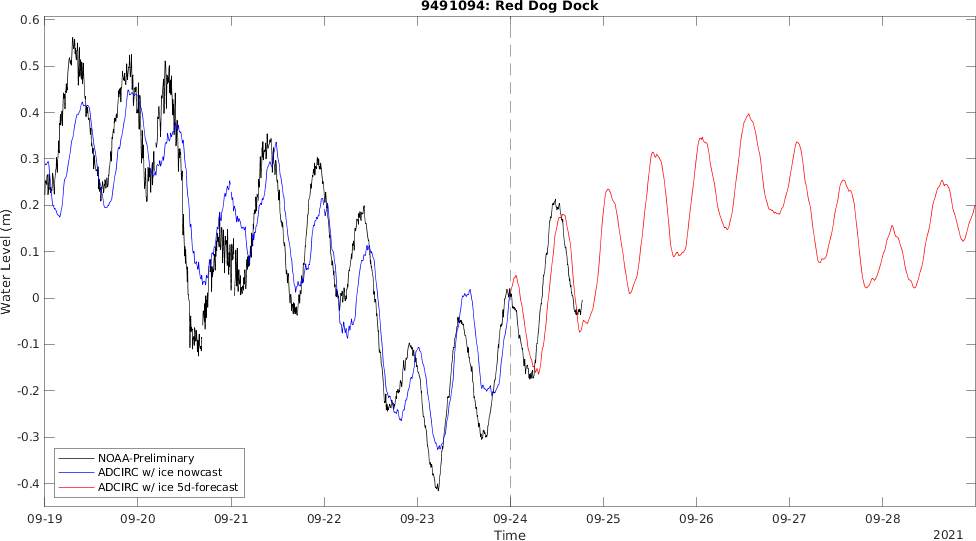 9491094: Red Dog Dock
0.6
0.5
0.4
0.3
0.2
0.1
0
-0.1
-0.2
-0.3
-0.4
Water Level (m)
NOAA-Preliminary
ADCIRC w/ ice nowcast
ADCIRC w/ ice 5d-forecast
09-19 09-20 09-21 09-22 09-23 09-24 09-25 09-26 09-27 09-28
Time
2021